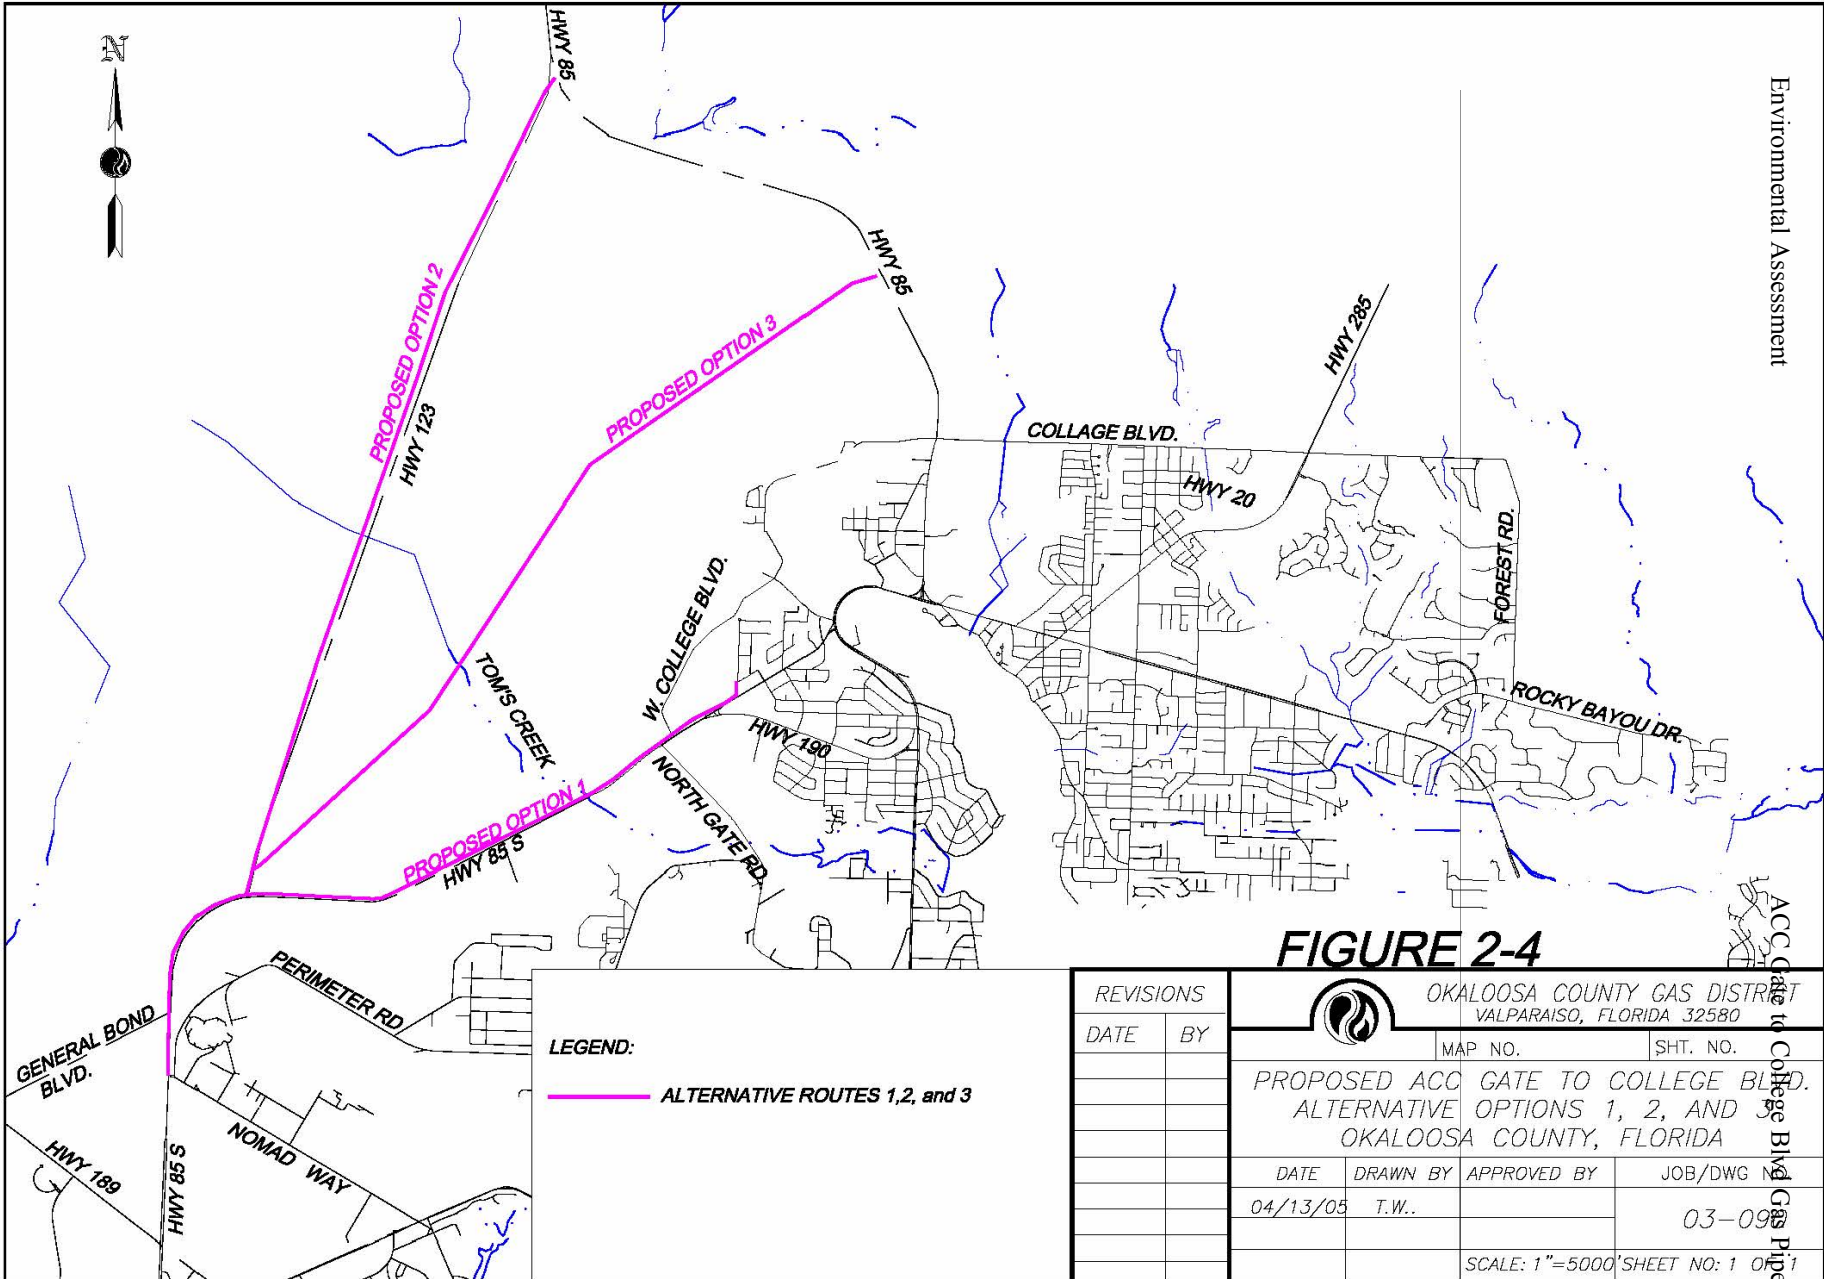 N
HWY 85
Environmental Assessment
HWY 85
PROPOSED OPTION 2
HWY 123
PROPOSED OPTION 3
HWY 285
COLLAGE BLVD.
HWY 20
FOREST RD.
W. COLLEGE BLVD.
TOM'S CREEK
HWY 190
ROCKY BAYOU DR.
NORTH GATE RD
PROPOSED OPTION 1
HWY 85 S
PERIMETER RD
GENERAL BOND
BLVD.
NOMAD WAY
HWY 189
HWY 85 S
LEGEND:
ALTERNATIVE ROUTES 1,2, and 3
FIGURE 2-4
ACC Gate to College Blvd Gas Pipe
REVISIONS
DATE BY
OKALOOSA COUNTY GAS DISTRICT
VALPARAISO, FLORIDA 32580
MAP NO. SHT. NO.
PROPOSED ACC GATE TO COLLEGE BLVD.
ALTERNATIVE OPTIONS 1, 2, AND 3
OKALOOSA COUNTY, FLORIDA
DATE DRAWN BY APPROVED BY JOB/DWG NO.
04/13/05 T.W..
SCALE: 1"=5000' SHEET NO: 1 OF 1